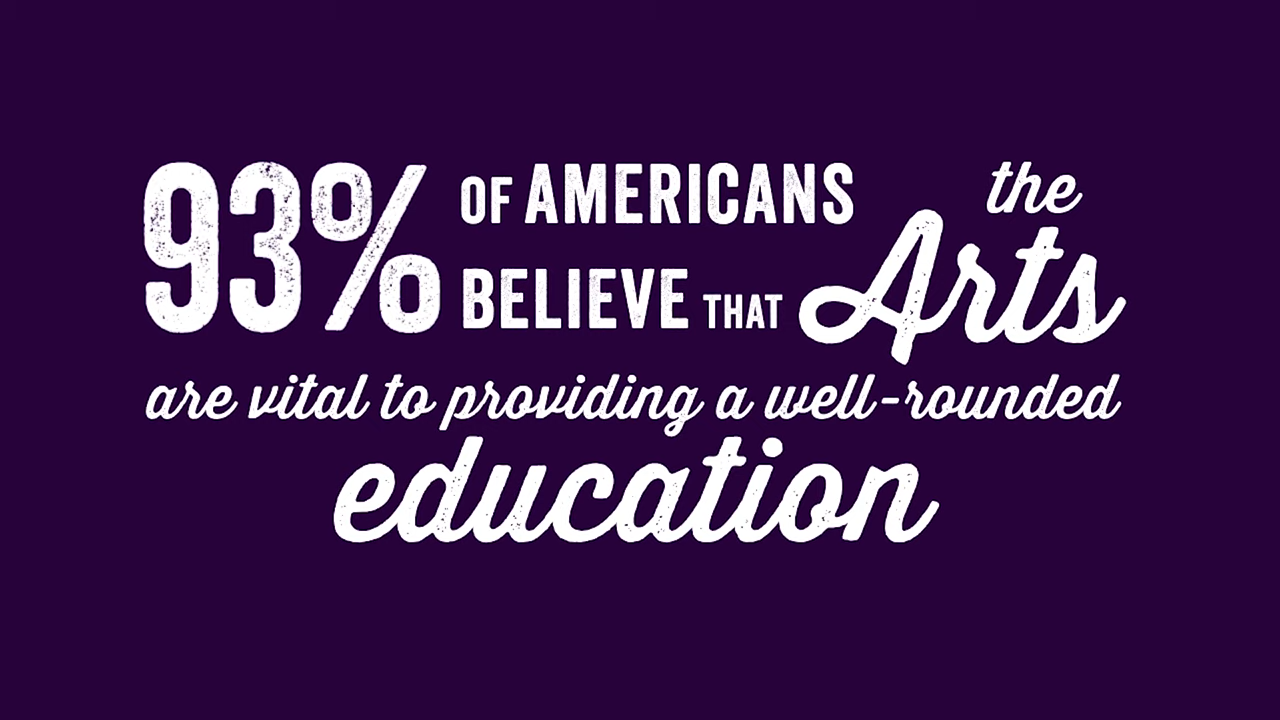 93% OF AMERICANS
BELIEVE THAT the Arts
are vital to providing a well-rounded
education